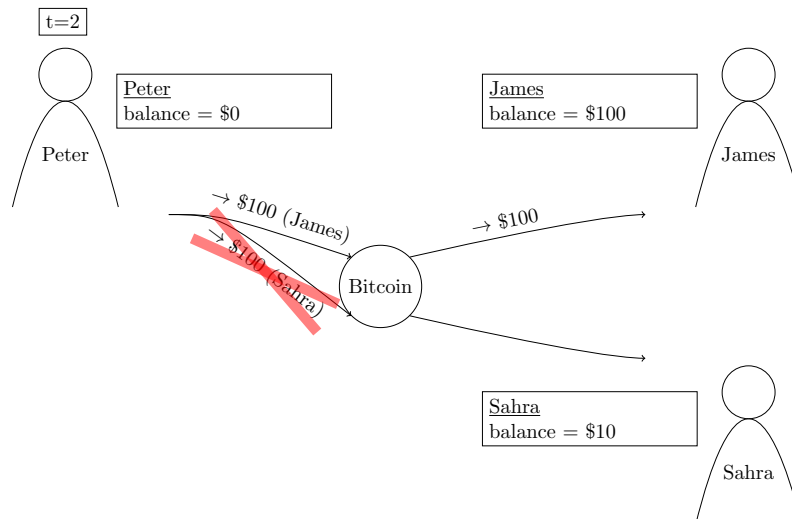 t=2
Peter
balance = $0
James
balance = $100
Peter
James
→ $100 (James)
→ $100
→ $100 (Sahra)
Bitcoin
Sahra
balance = $10
Sahra